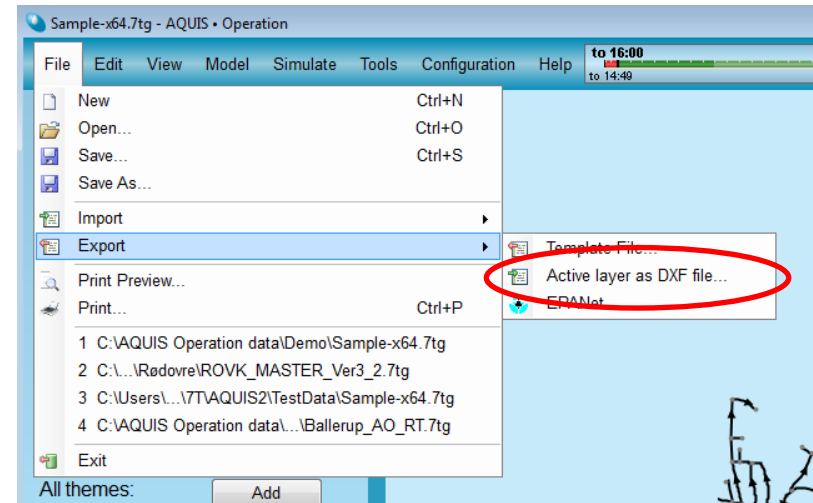 Sample-x64.7tg - AQUIS • Operation
File Edit View Model Simulate Tools Configuration Help
to 16:00
to 14:49
New Ctrl+N
Open... Ctrl+O
Save... Ctrl+S
Save As...
Import
Export
Template File...
Active layer as DXF file...
EPANet...
Print Preview...
Print... Ctrl+P
1 C:\AQUIS Operation data\Demo\Sample-x64.7tg
2 C:\...\Rødovre\ROVK_MASTER_Ver3_2.7tg
3 C:\Users\...\7T\AQUIS2\TestData\Sample-x64.7tg
4 C:\AQUIS Operation data\...\Ballerup_AO_RT.7tg
Exit
All themes: Add